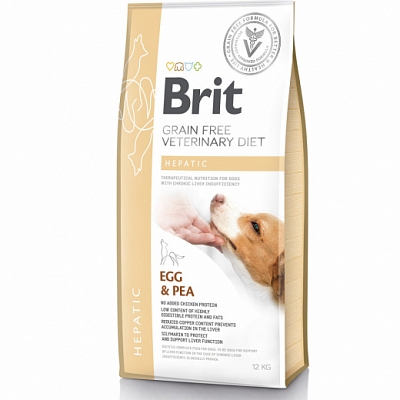 Brit
GRAIN FREE
VETERINARY DIET
HEPATIC
THERAPEUTICAL NUTRITION FOR DOGS
WITH CHRONIC LIVER INSUFFICIENCY
EGG
& PEA
NO ADDED CHICKEN PROTEIN
LOW CONTENT OF HIGHLY
DIGESTIBLE PROTEIN AND FATS
REDUCED COPPER CONTENT PREVENTS
ACCUMULATION IN THE LIVER
SILYMARIN TO PROTECT
AND SUPPORT LIVER FUNCTION
12 KG
HEPATIC